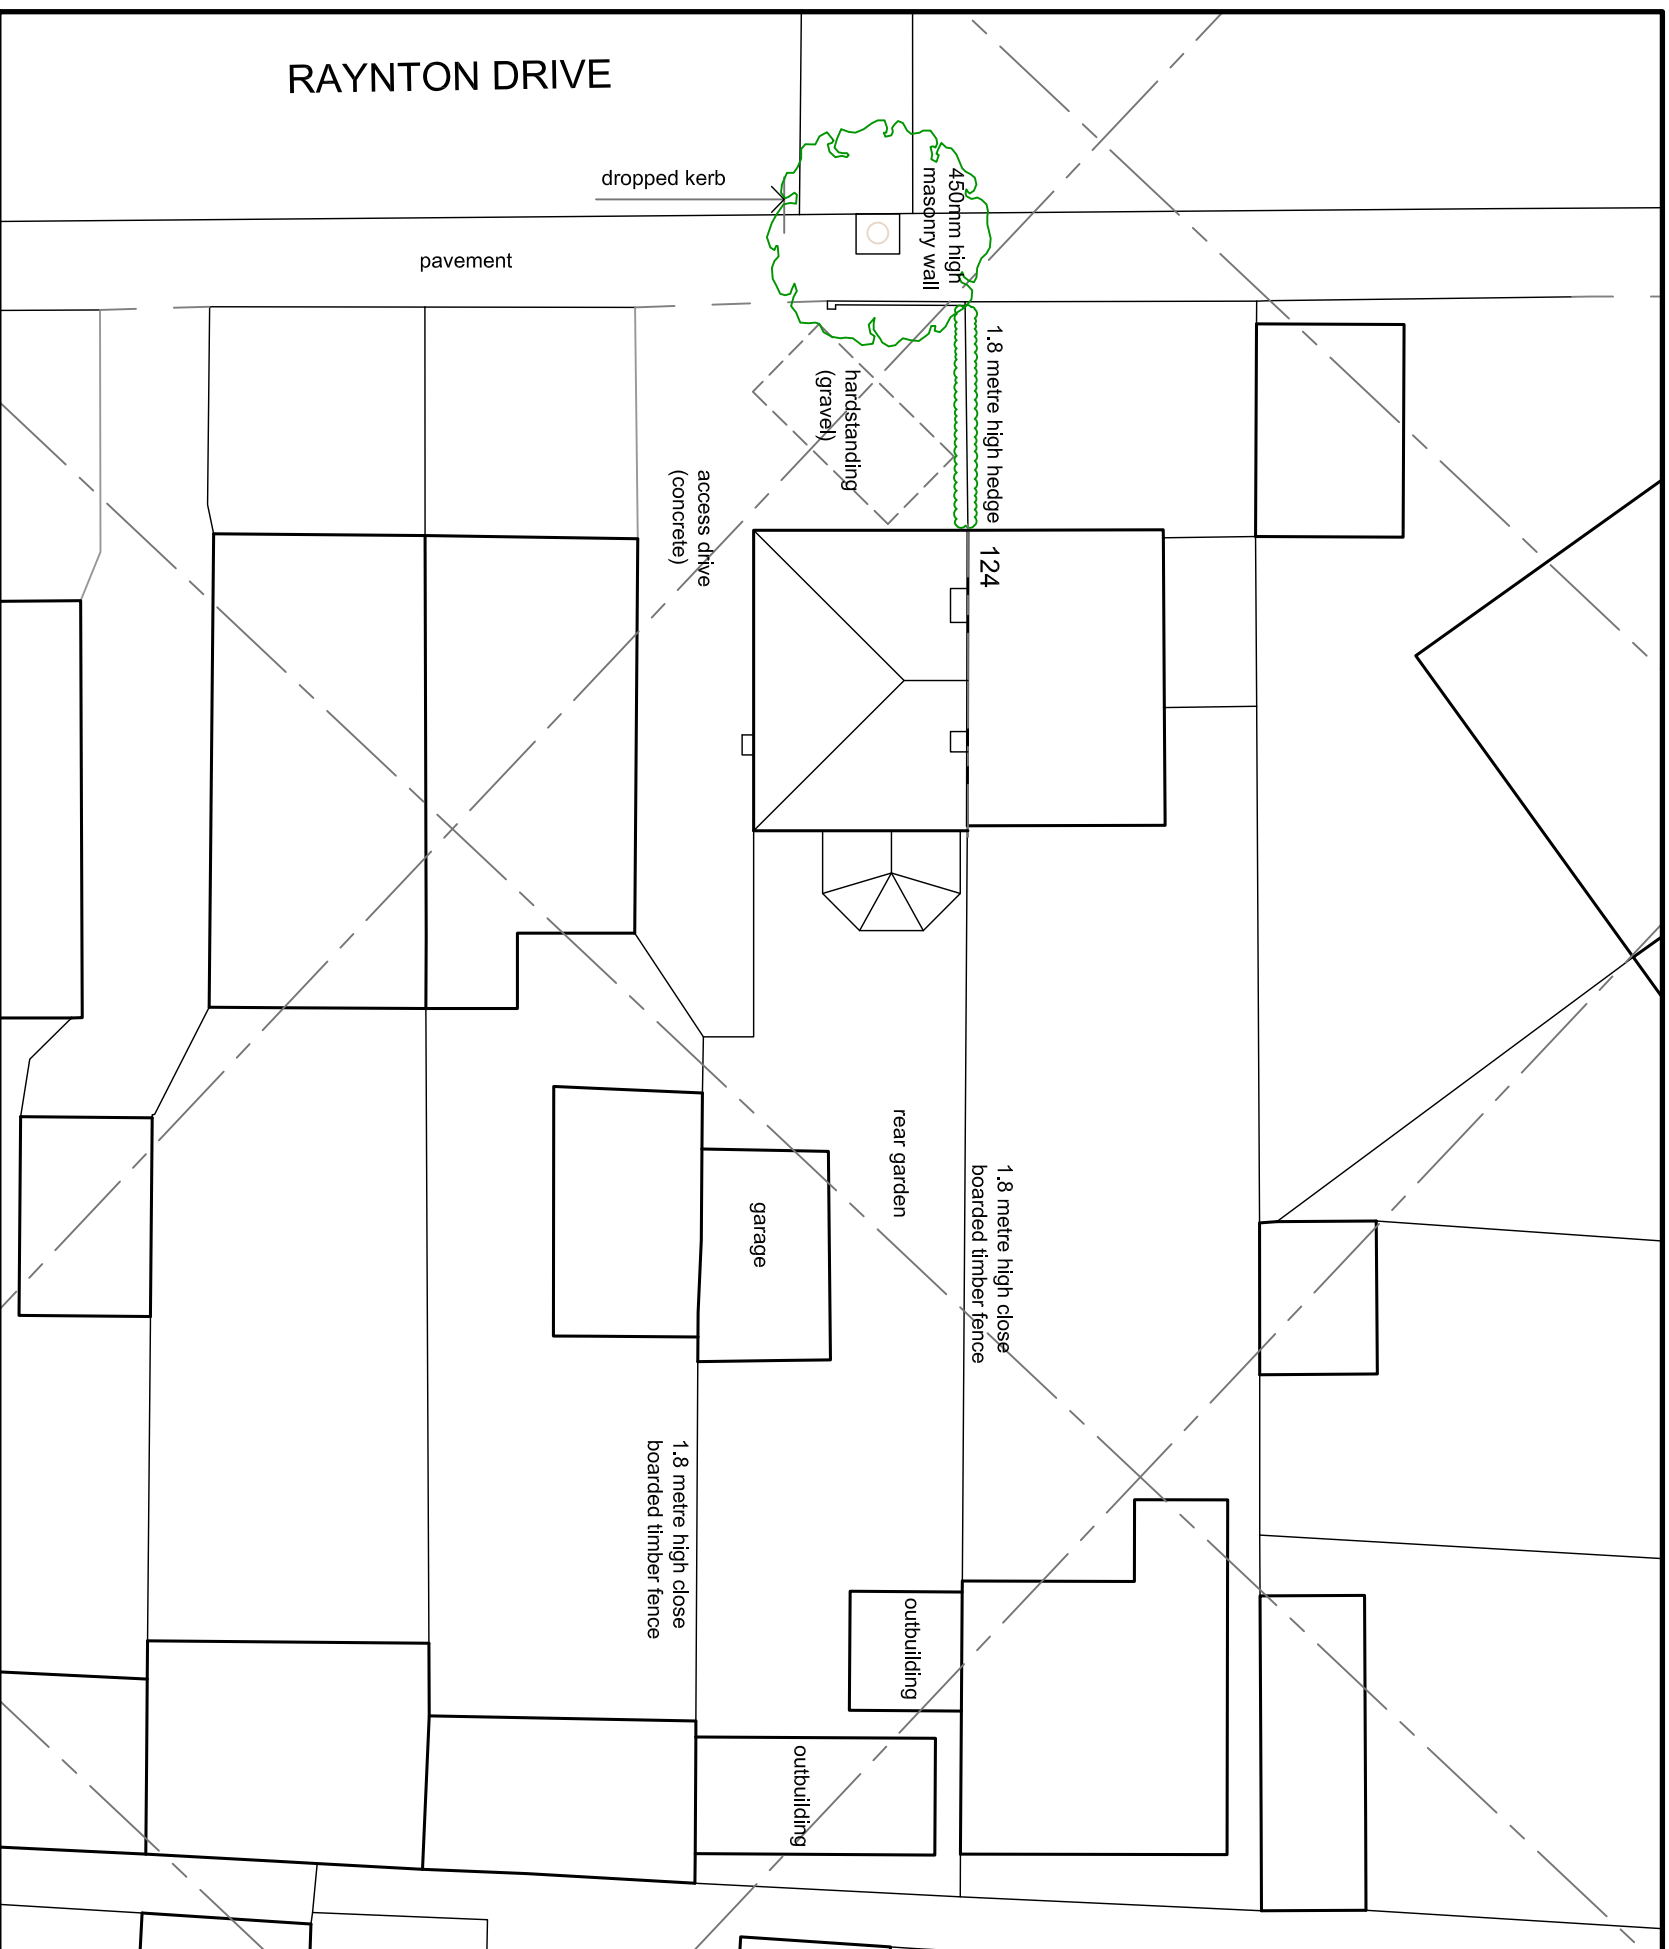 RAYNTON DRIVE
dropped kerb
450mm high
masonry wall
pavement
1.8 metre high hedge
hardstanding
(gravel)
access drive
(concrete)
124
rear garden
1.8 metre high close
boarded timber fence
garage
1.8 metre high close
boarded timber fence
outbuilding
outbuilding